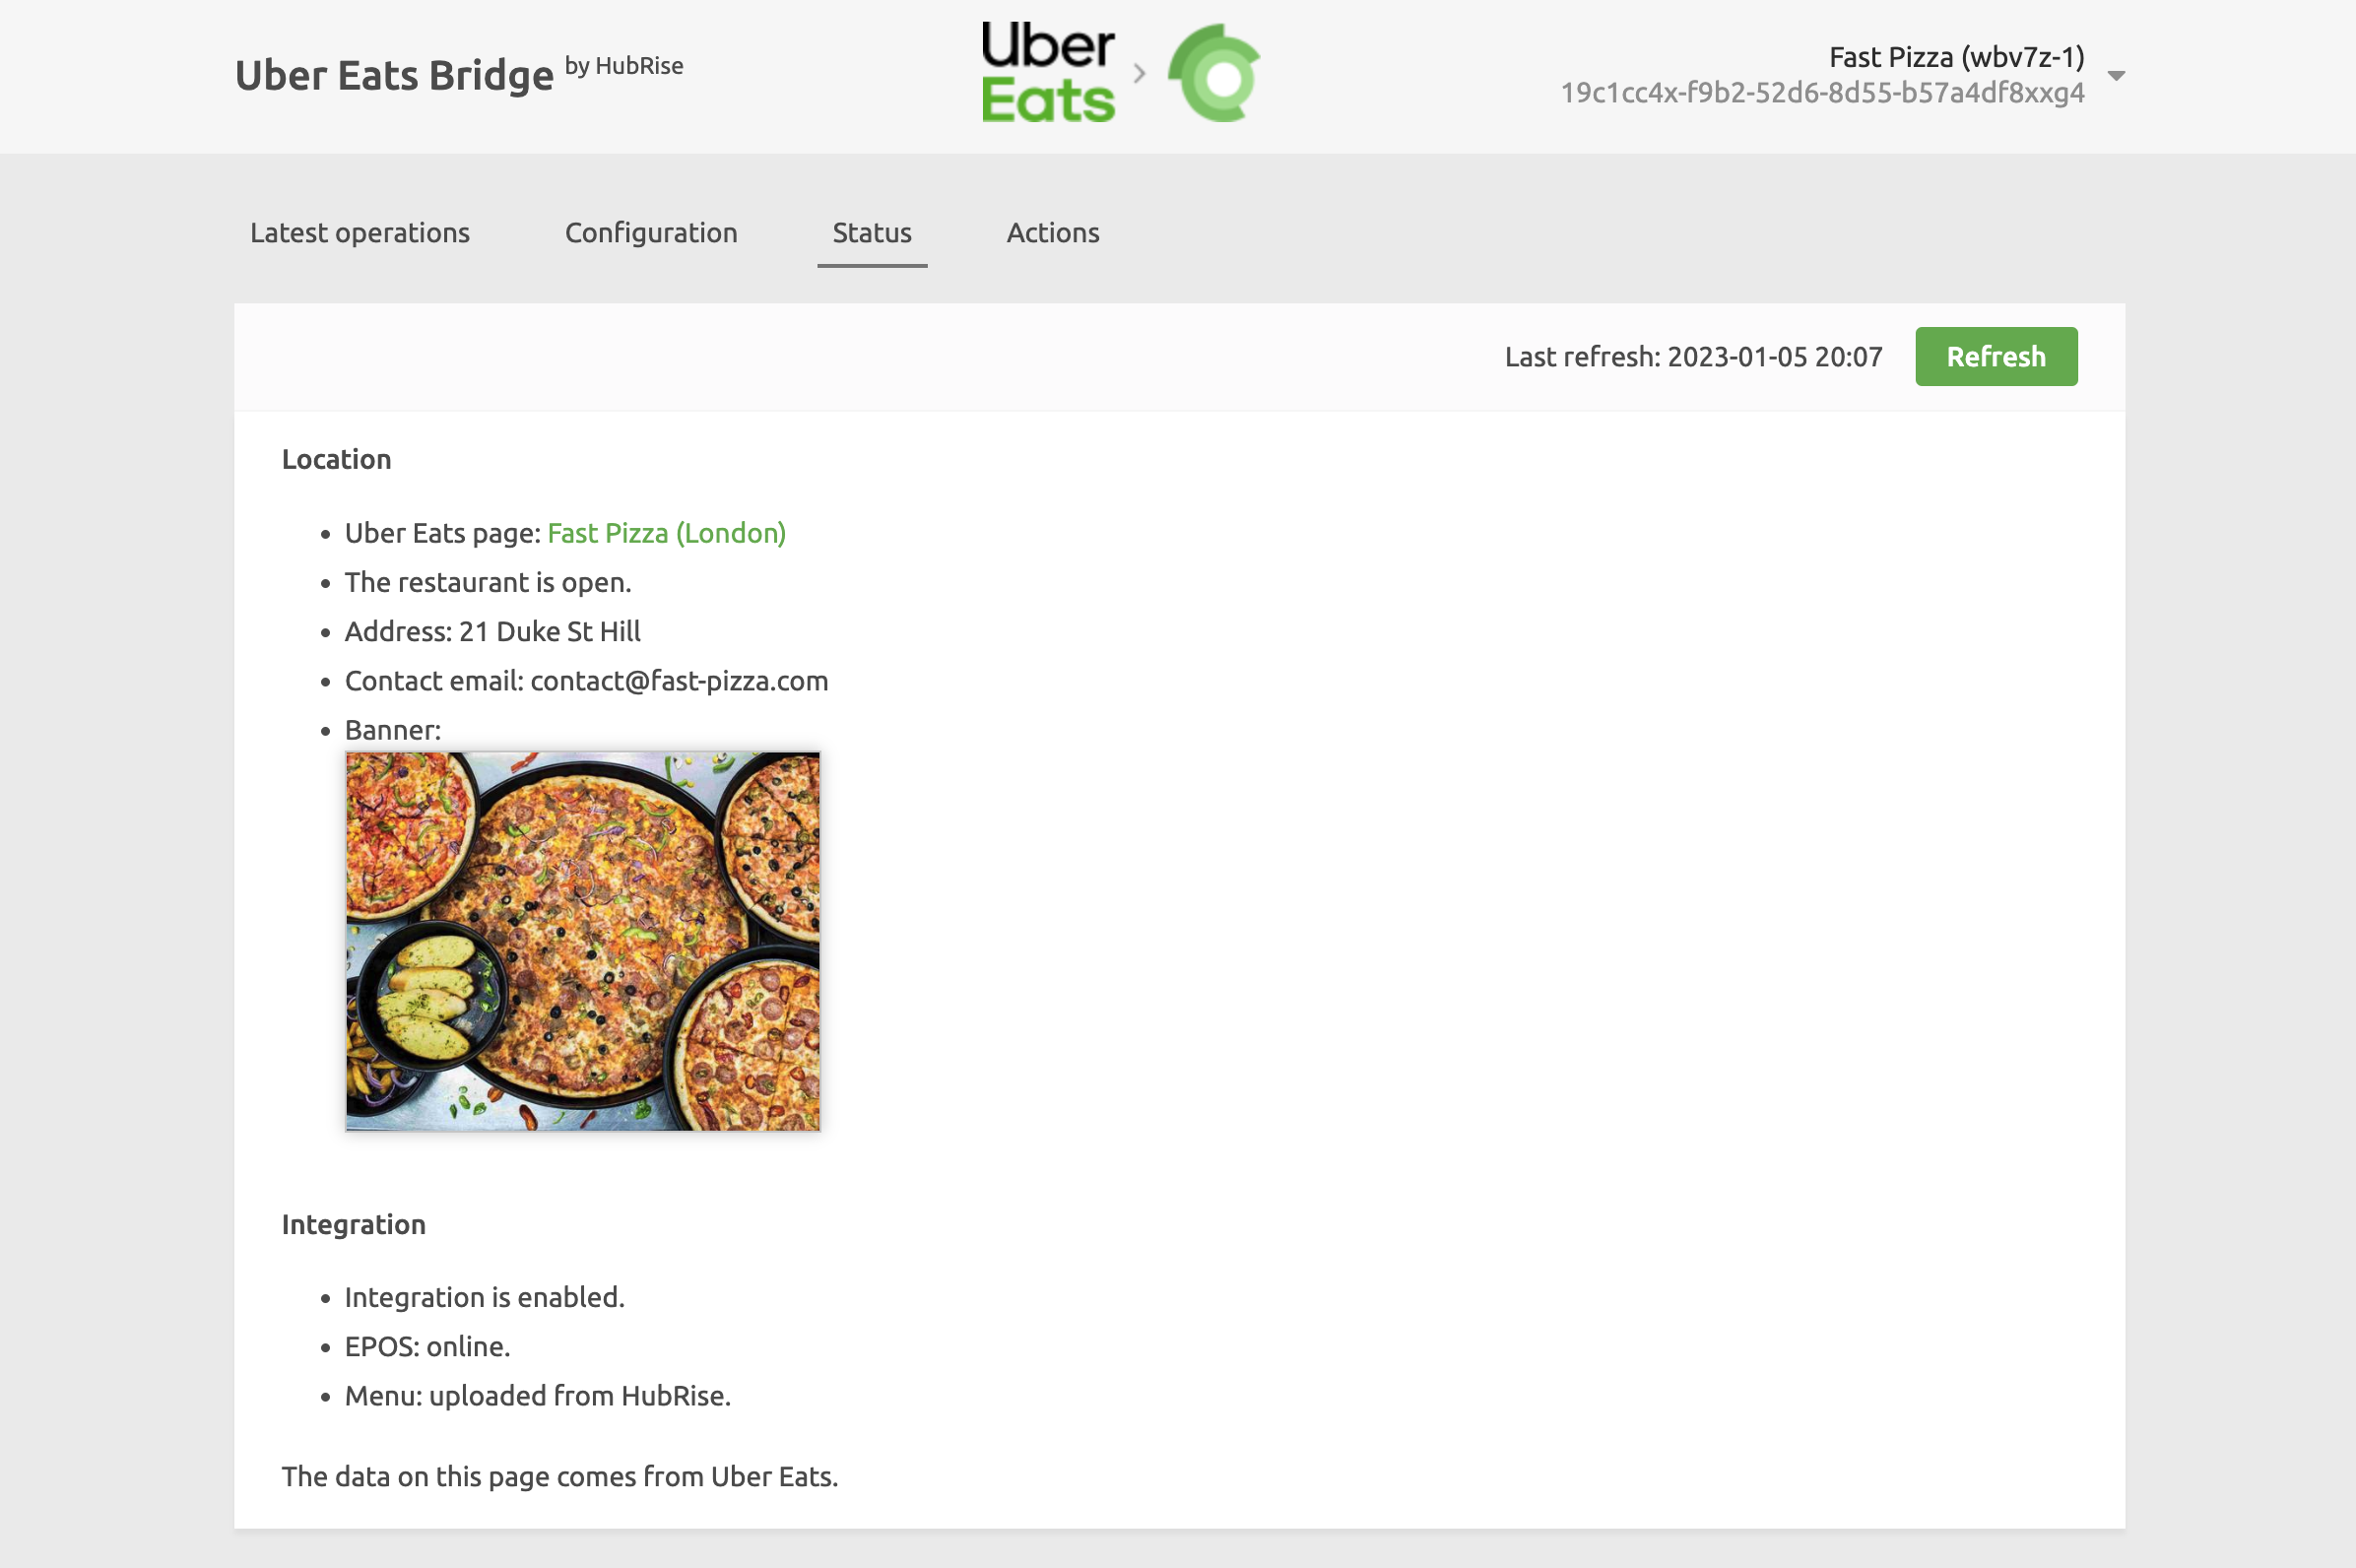 Uber Eats Bridge by HubRise
Uber
Eats
Fast Pizza (wbv7z-1)
19c1cc4x-f9b2-52d6-8d55-b57a4df8xxg4
Latest operations
Configuration
Status
Actions
Last refresh: 2023-01-05 20:07
Refresh
Location
• Uber Eats page: Fast Pizza (London)
• The restaurant is open.
• Address: 21 Duke St Hill
• Contact email: contact@fast-pizza.com
• Banner:
Integration
• Integration is enabled.
• EPOS: online.
• Menu: uploaded from HubRise.
The data on this page comes from Uber Eats.